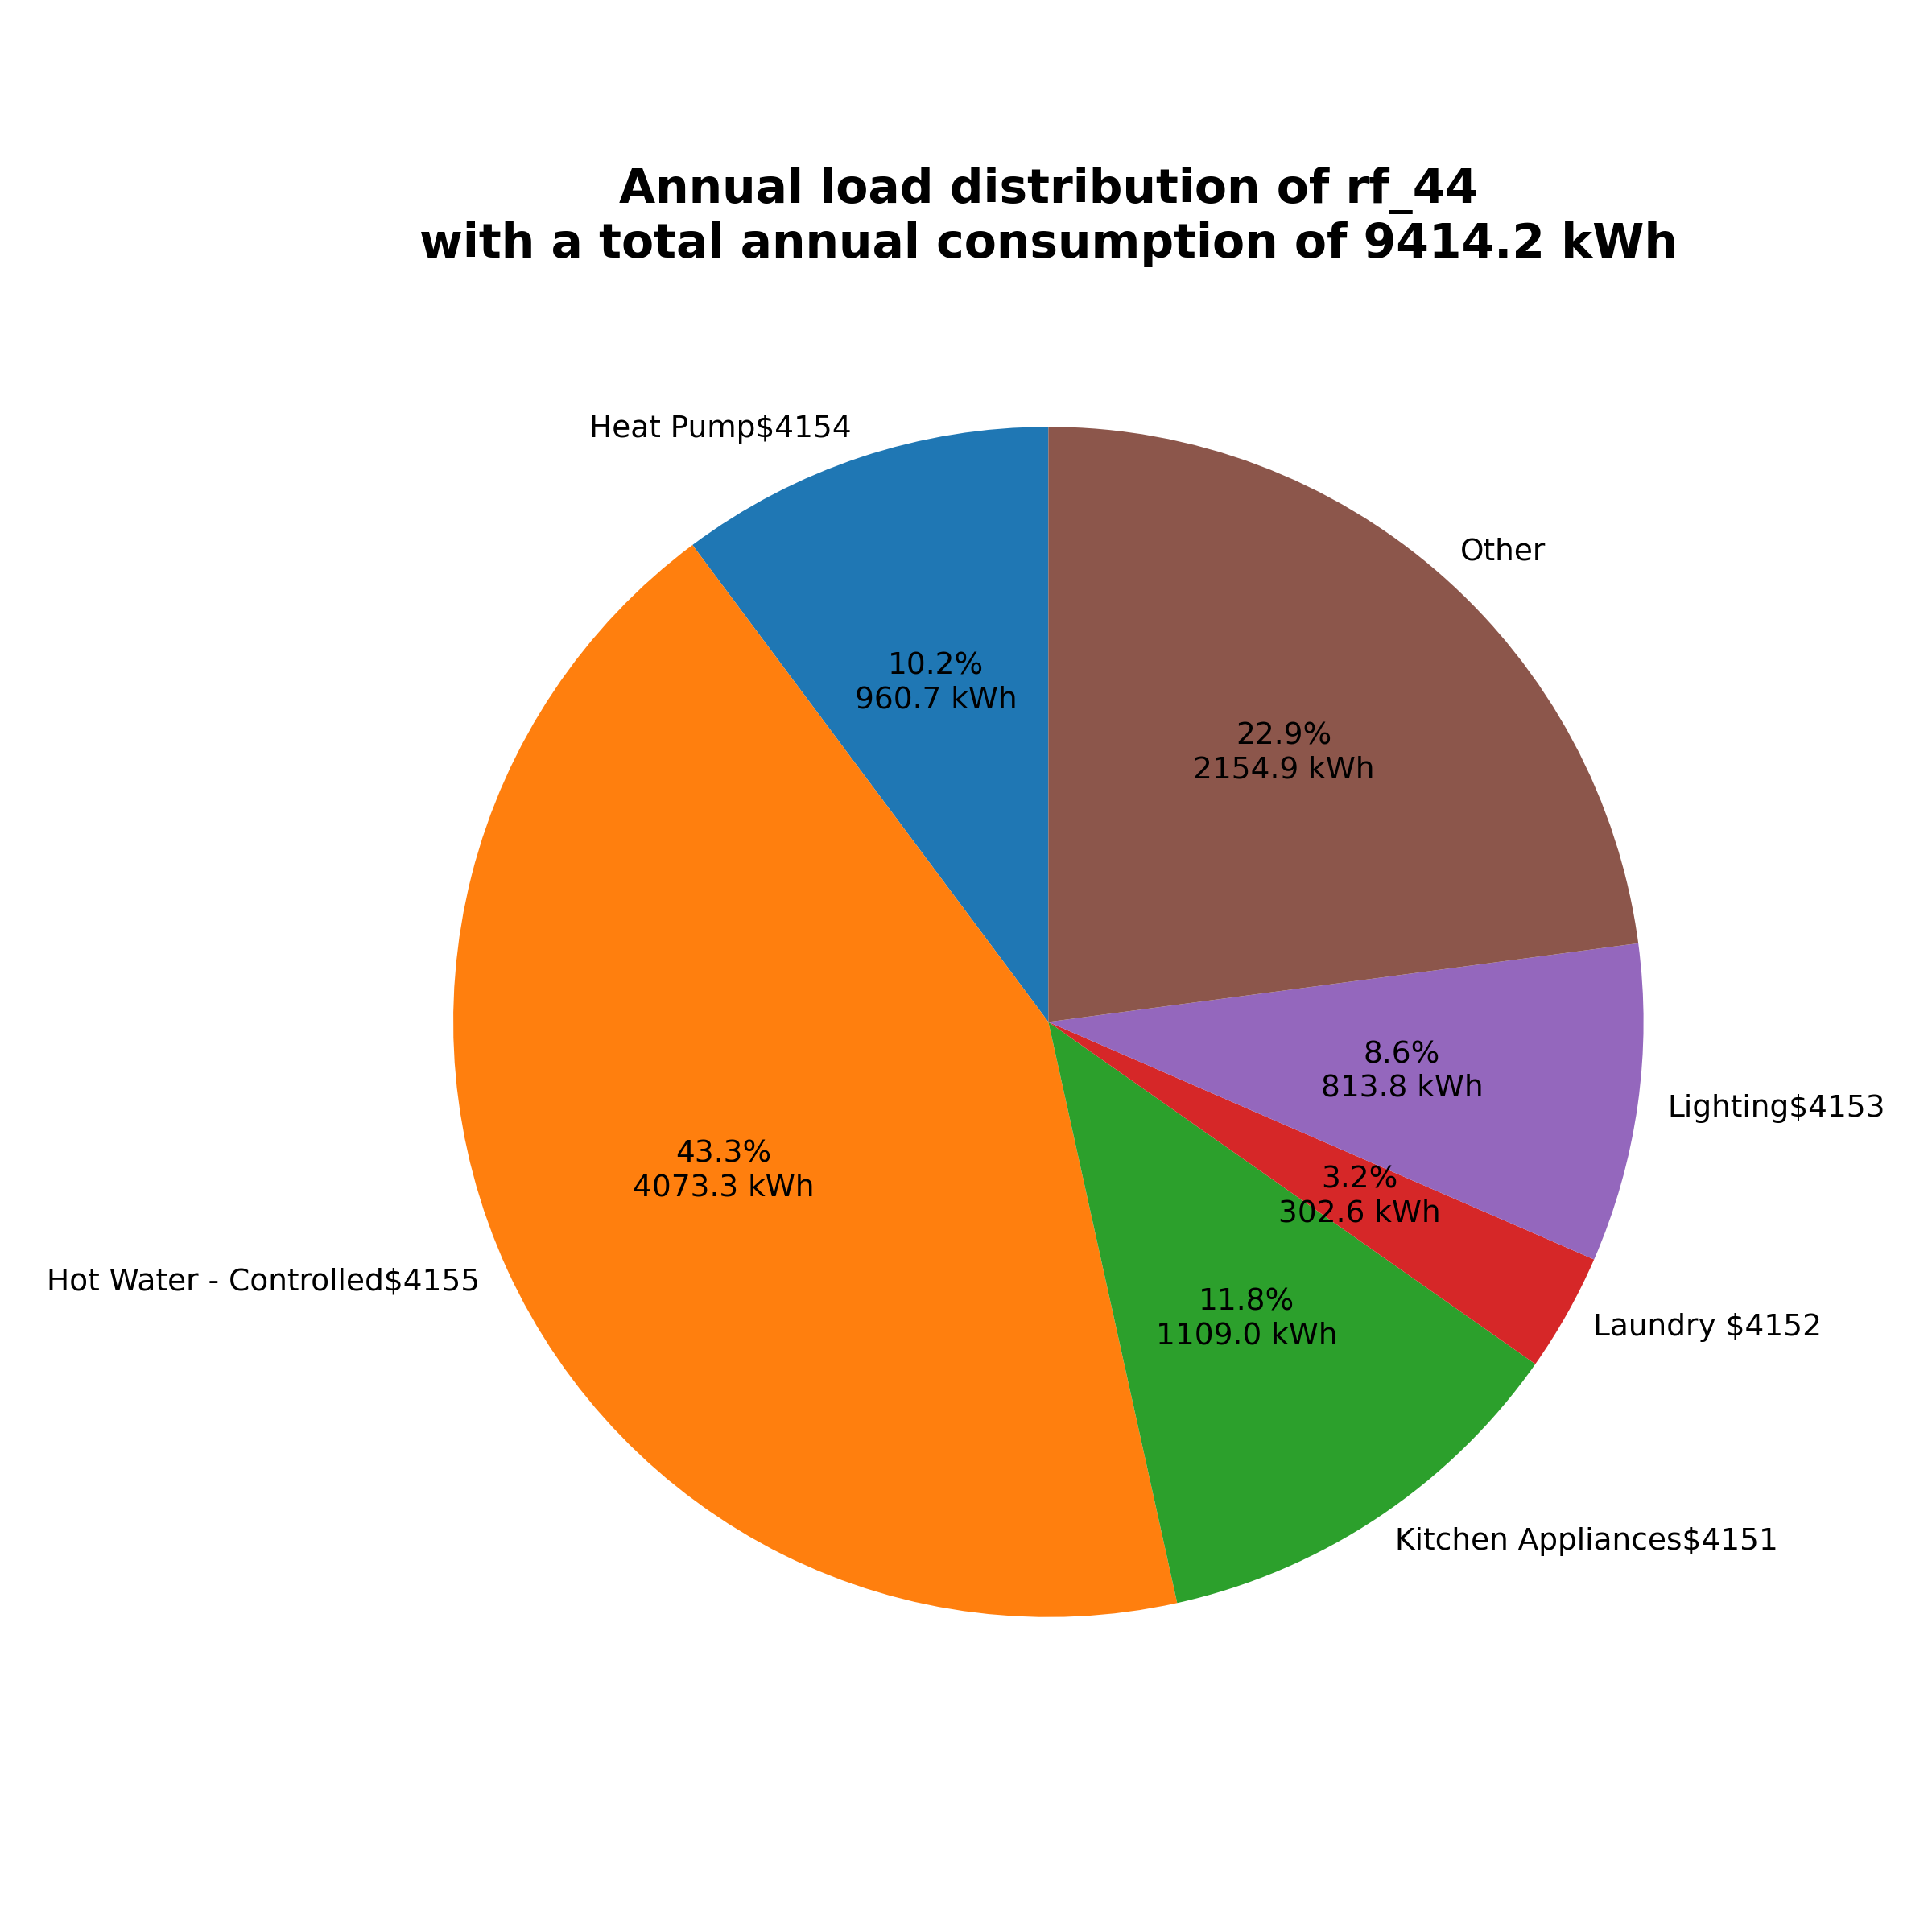 Annual load distribution of rf_44
with a total annual consumption of 9414.2 kWh
Heat Pump$4154
Other
10.2%
960.7 kWh
22.9%
2154.9 kWh
8.6%
813.8 kWh
Lighting$4153
43.3%
4073.3 kWh
3.2%
302.6 kWh
Hot Water - Controlled$4155
11.8%
1109.0 kWh
Laundry $4152
Kitchen Appliances$4151